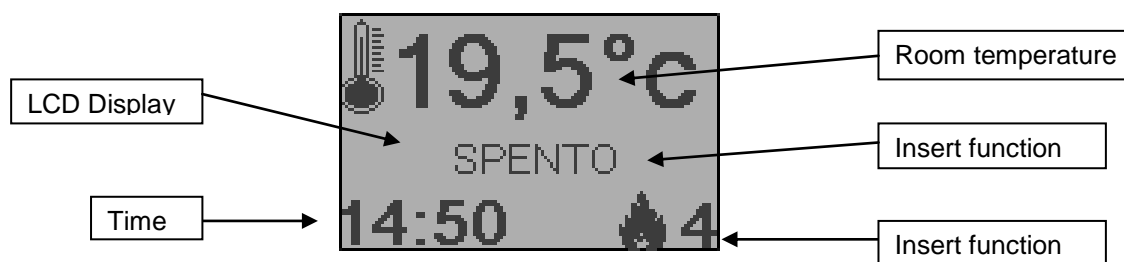 19,5°C
Room temperature
LCD Display
SPENTO
Insert function
Time
14:50
4
Insert function